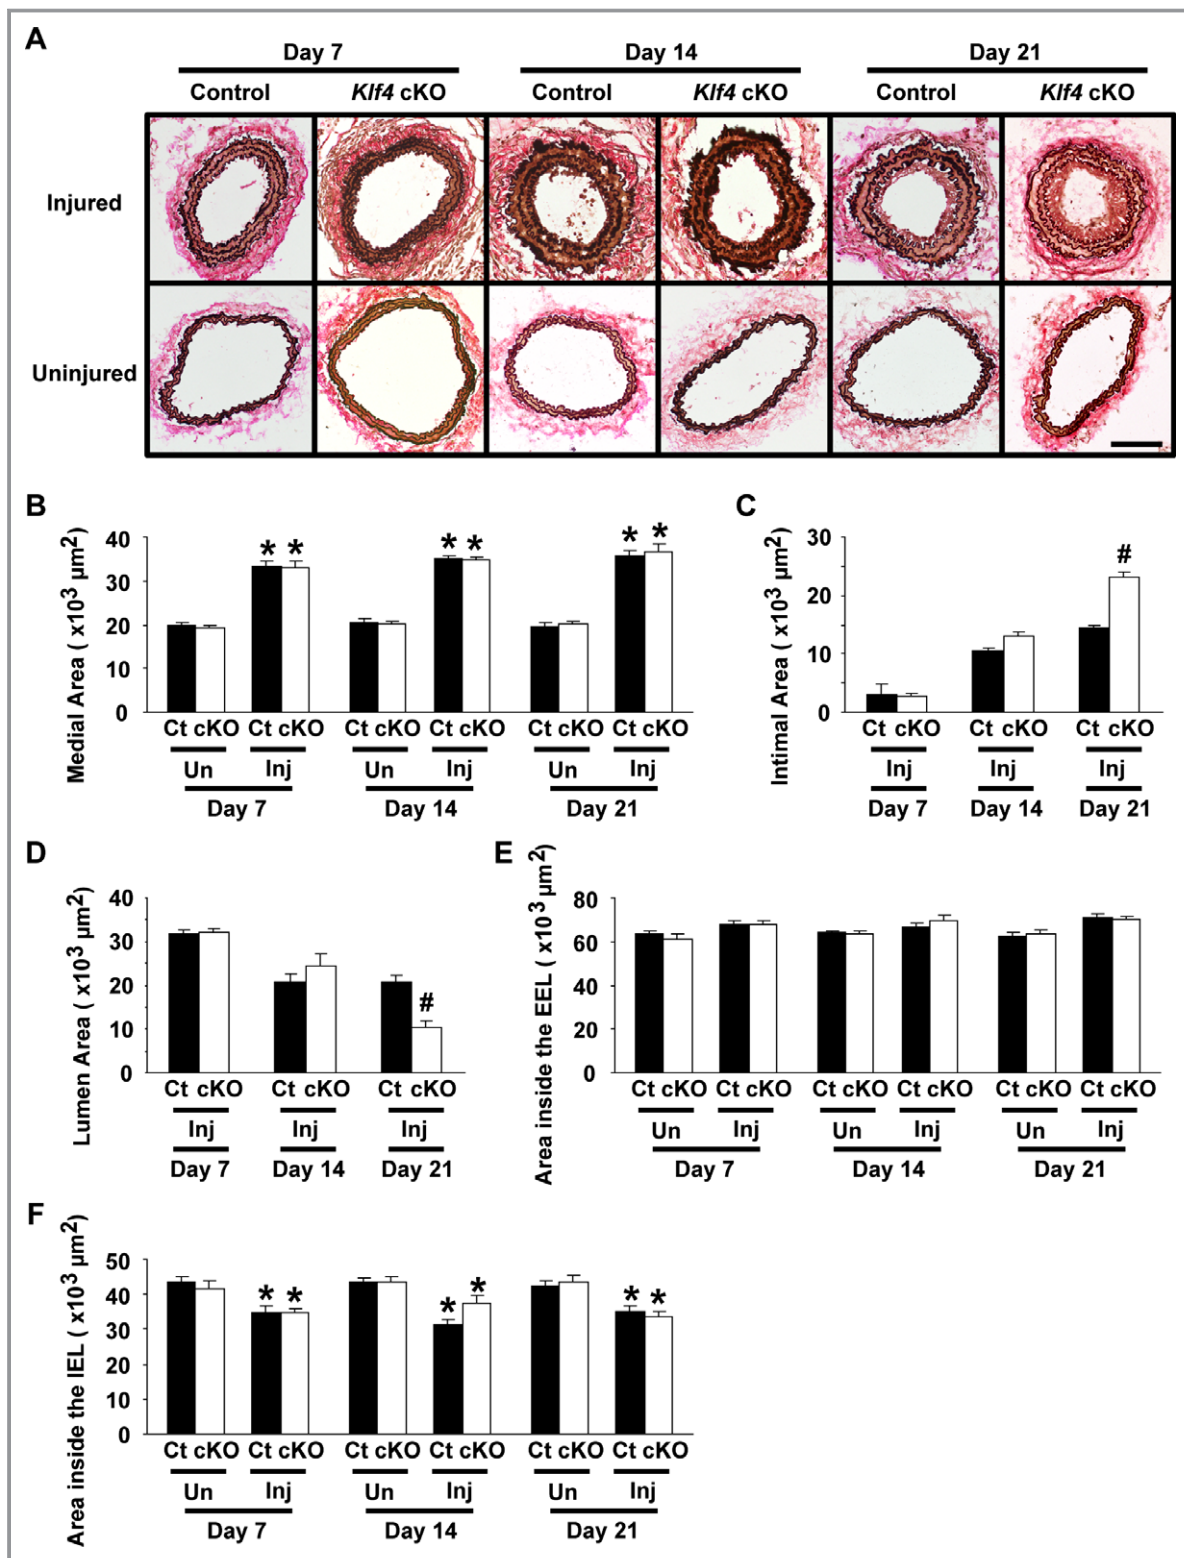 A
Day 7 Day 14 Day 21
Control Klf4 cKO Control Klf4 cKO Control Klf4 cKO
Injured
Uninjured
B
Medial Area ( x10³ µm²)
40
30
20
10
0
* * * * * *
Ct cKO Ct cKO Ct cKO Ct cKO Ct cKO Ct cKO
Un Inj Un Inj Un Inj
Day 7 Day 14 Day 21
C
Intimal Area ( x10³ µm²)
30
20
10
0
#
Ct cKO Ct cKO Ct cKO
Inj Inj Inj
Day 7 Day 14 Day 21
D
Lumen Area ( x10³ µm²)
40
30
20
10
0
#
Ct cKO Ct cKO Ct cKO
Inj Inj Inj
Day 7 Day 14 Day 21
E
Area inside the EEL ( x10³ µm²)
80
60
40
20
0
Ct cKO Ct cKO Ct cKO Ct cKO Ct cKO Ct cKO
Un Inj Un Inj Un Inj
Day 7 Day 14 Day 21
F
Area inside the IEL ( x10³ µm²)
50
40
30
20
10
0
* * * * * *
Ct cKO Ct cKO Ct cKO Ct cKO Ct cKO Ct cKO
Un Inj Un Inj Un Inj
Day 7 Day 14 Day 21